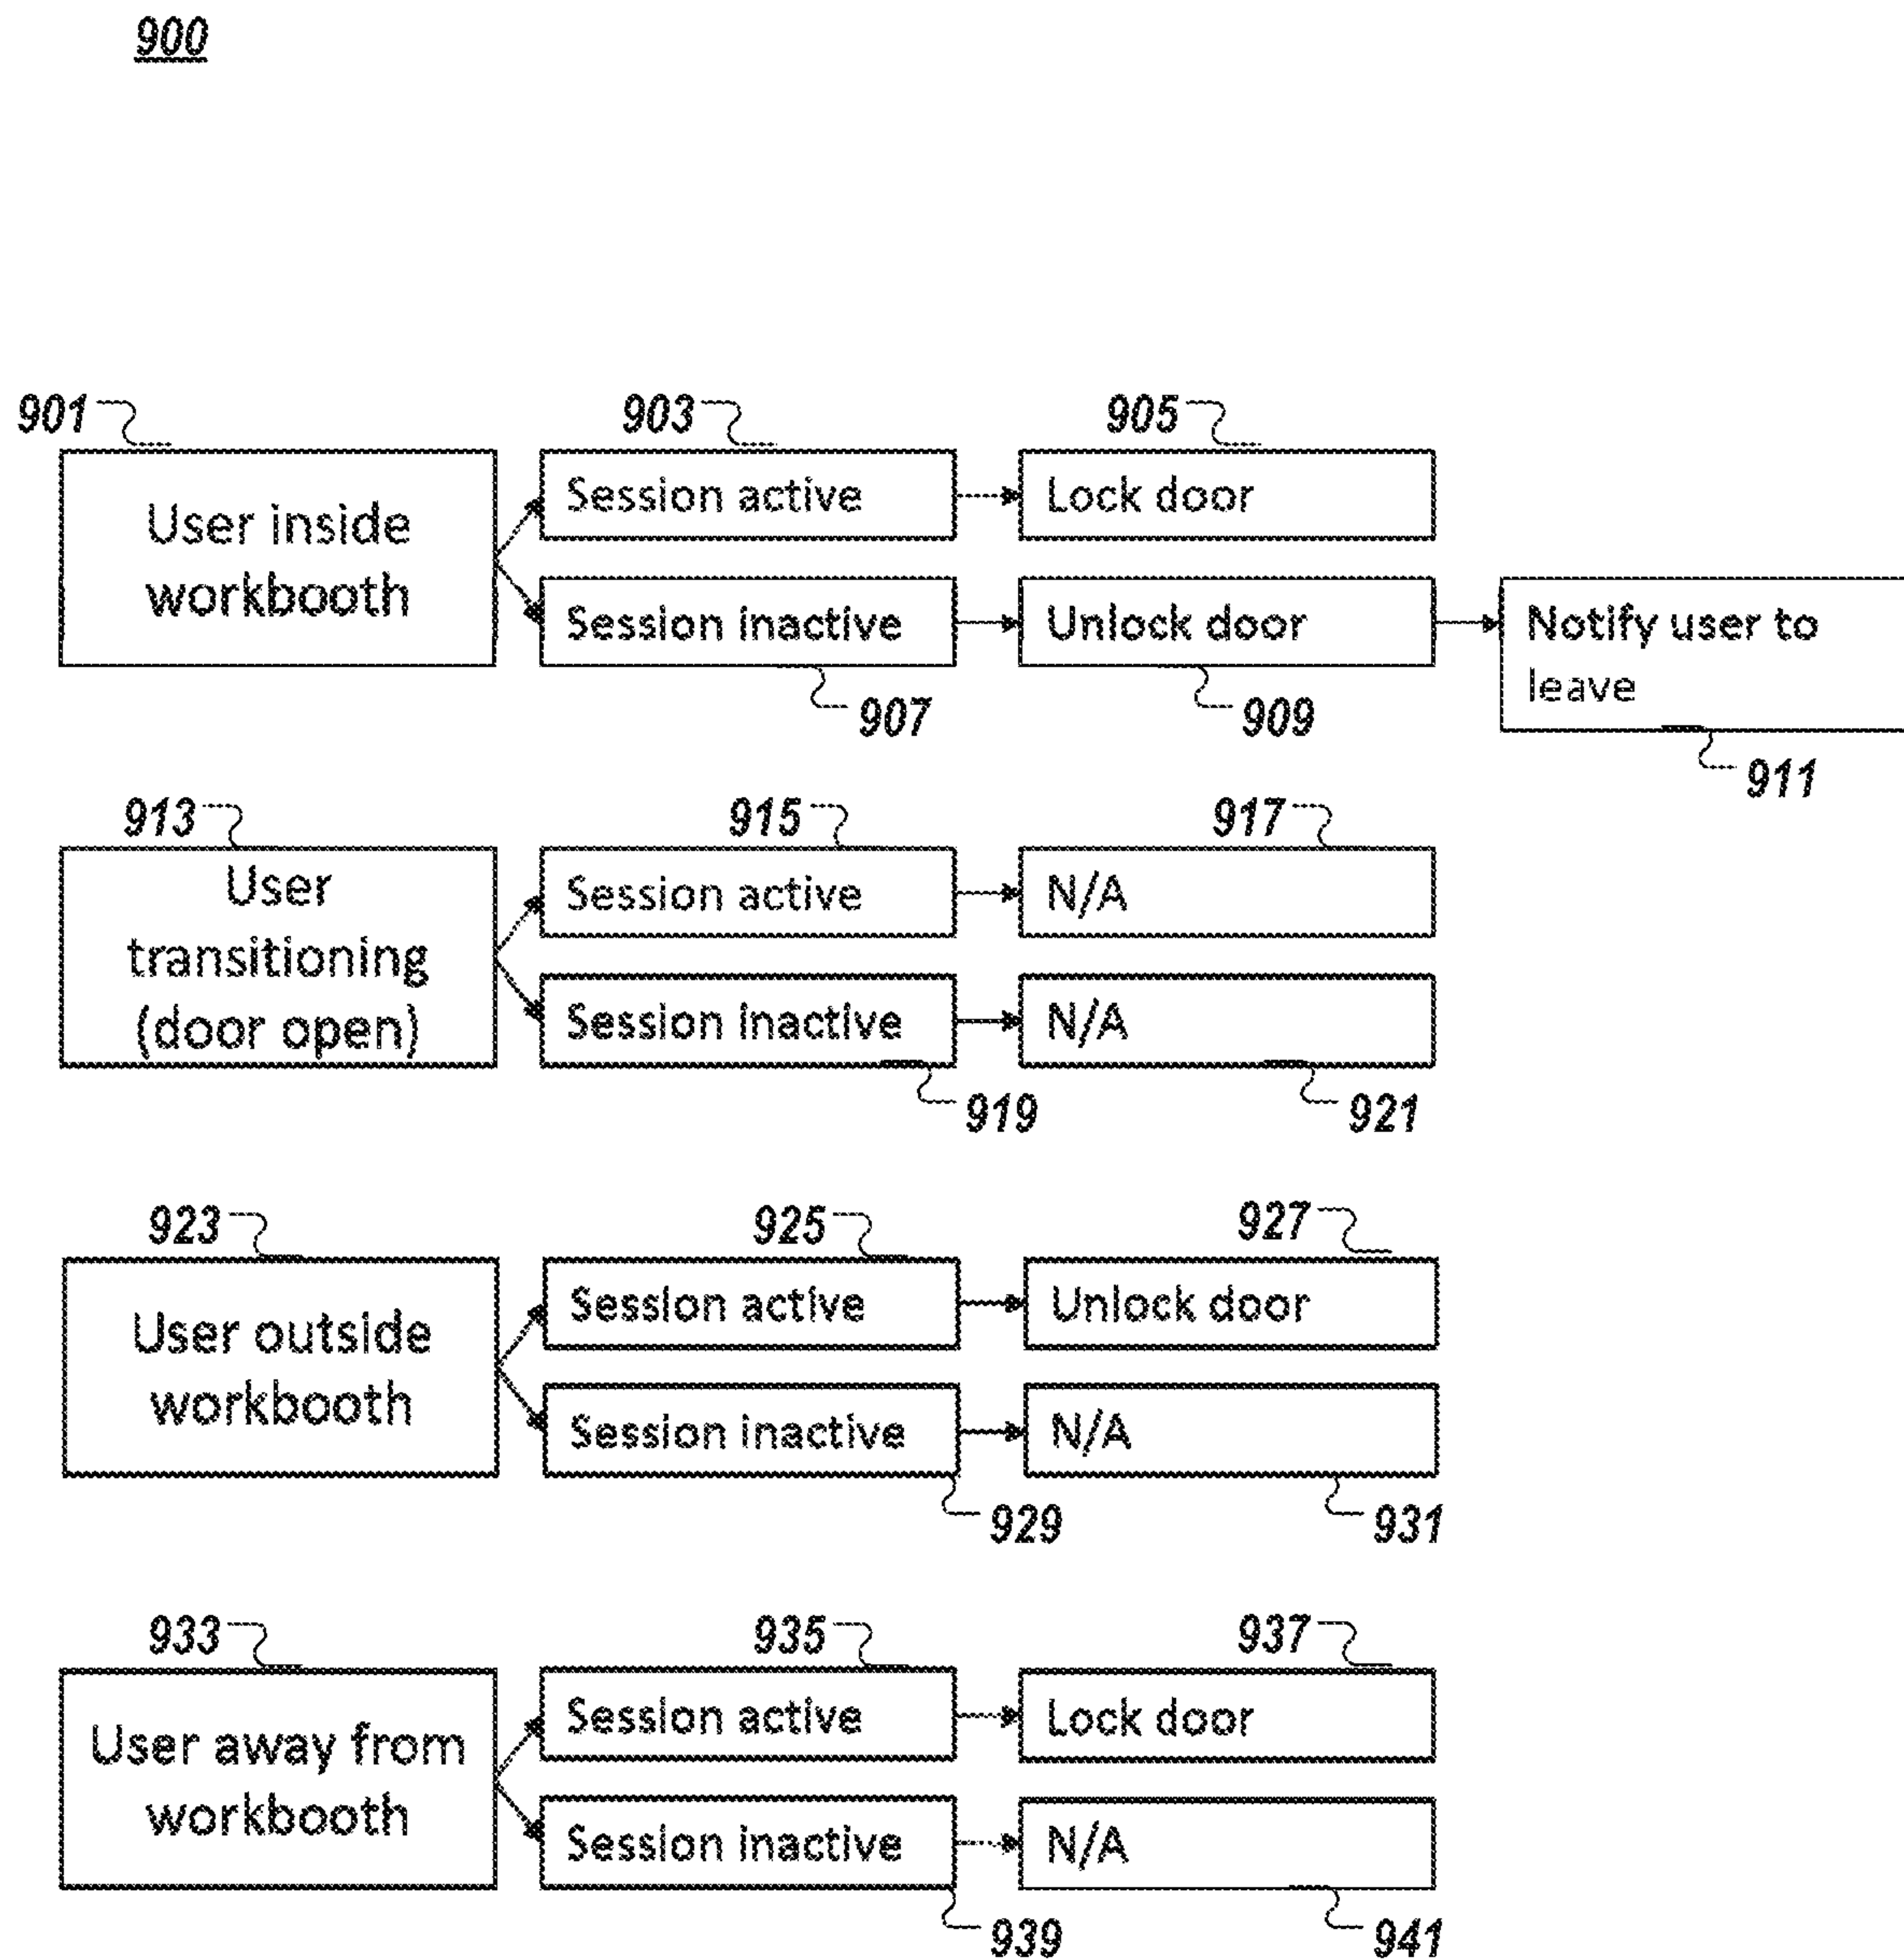 900
901
903
905
User inside
workbooth
Session active
Lock door
Session inactive
Unlock door
Notify user to
leave
907
909
911
913
915
917
User
transitioning
(door open)
Session active
N/A
Session inactive
N/A
919
921
923
925
927
User outside
workbooth
Session active
Unlock door
Session inactive
N/A
929
931
933
935
937
User away from
workbooth
Session active
Lock door
Session inactive
N/A
939
941